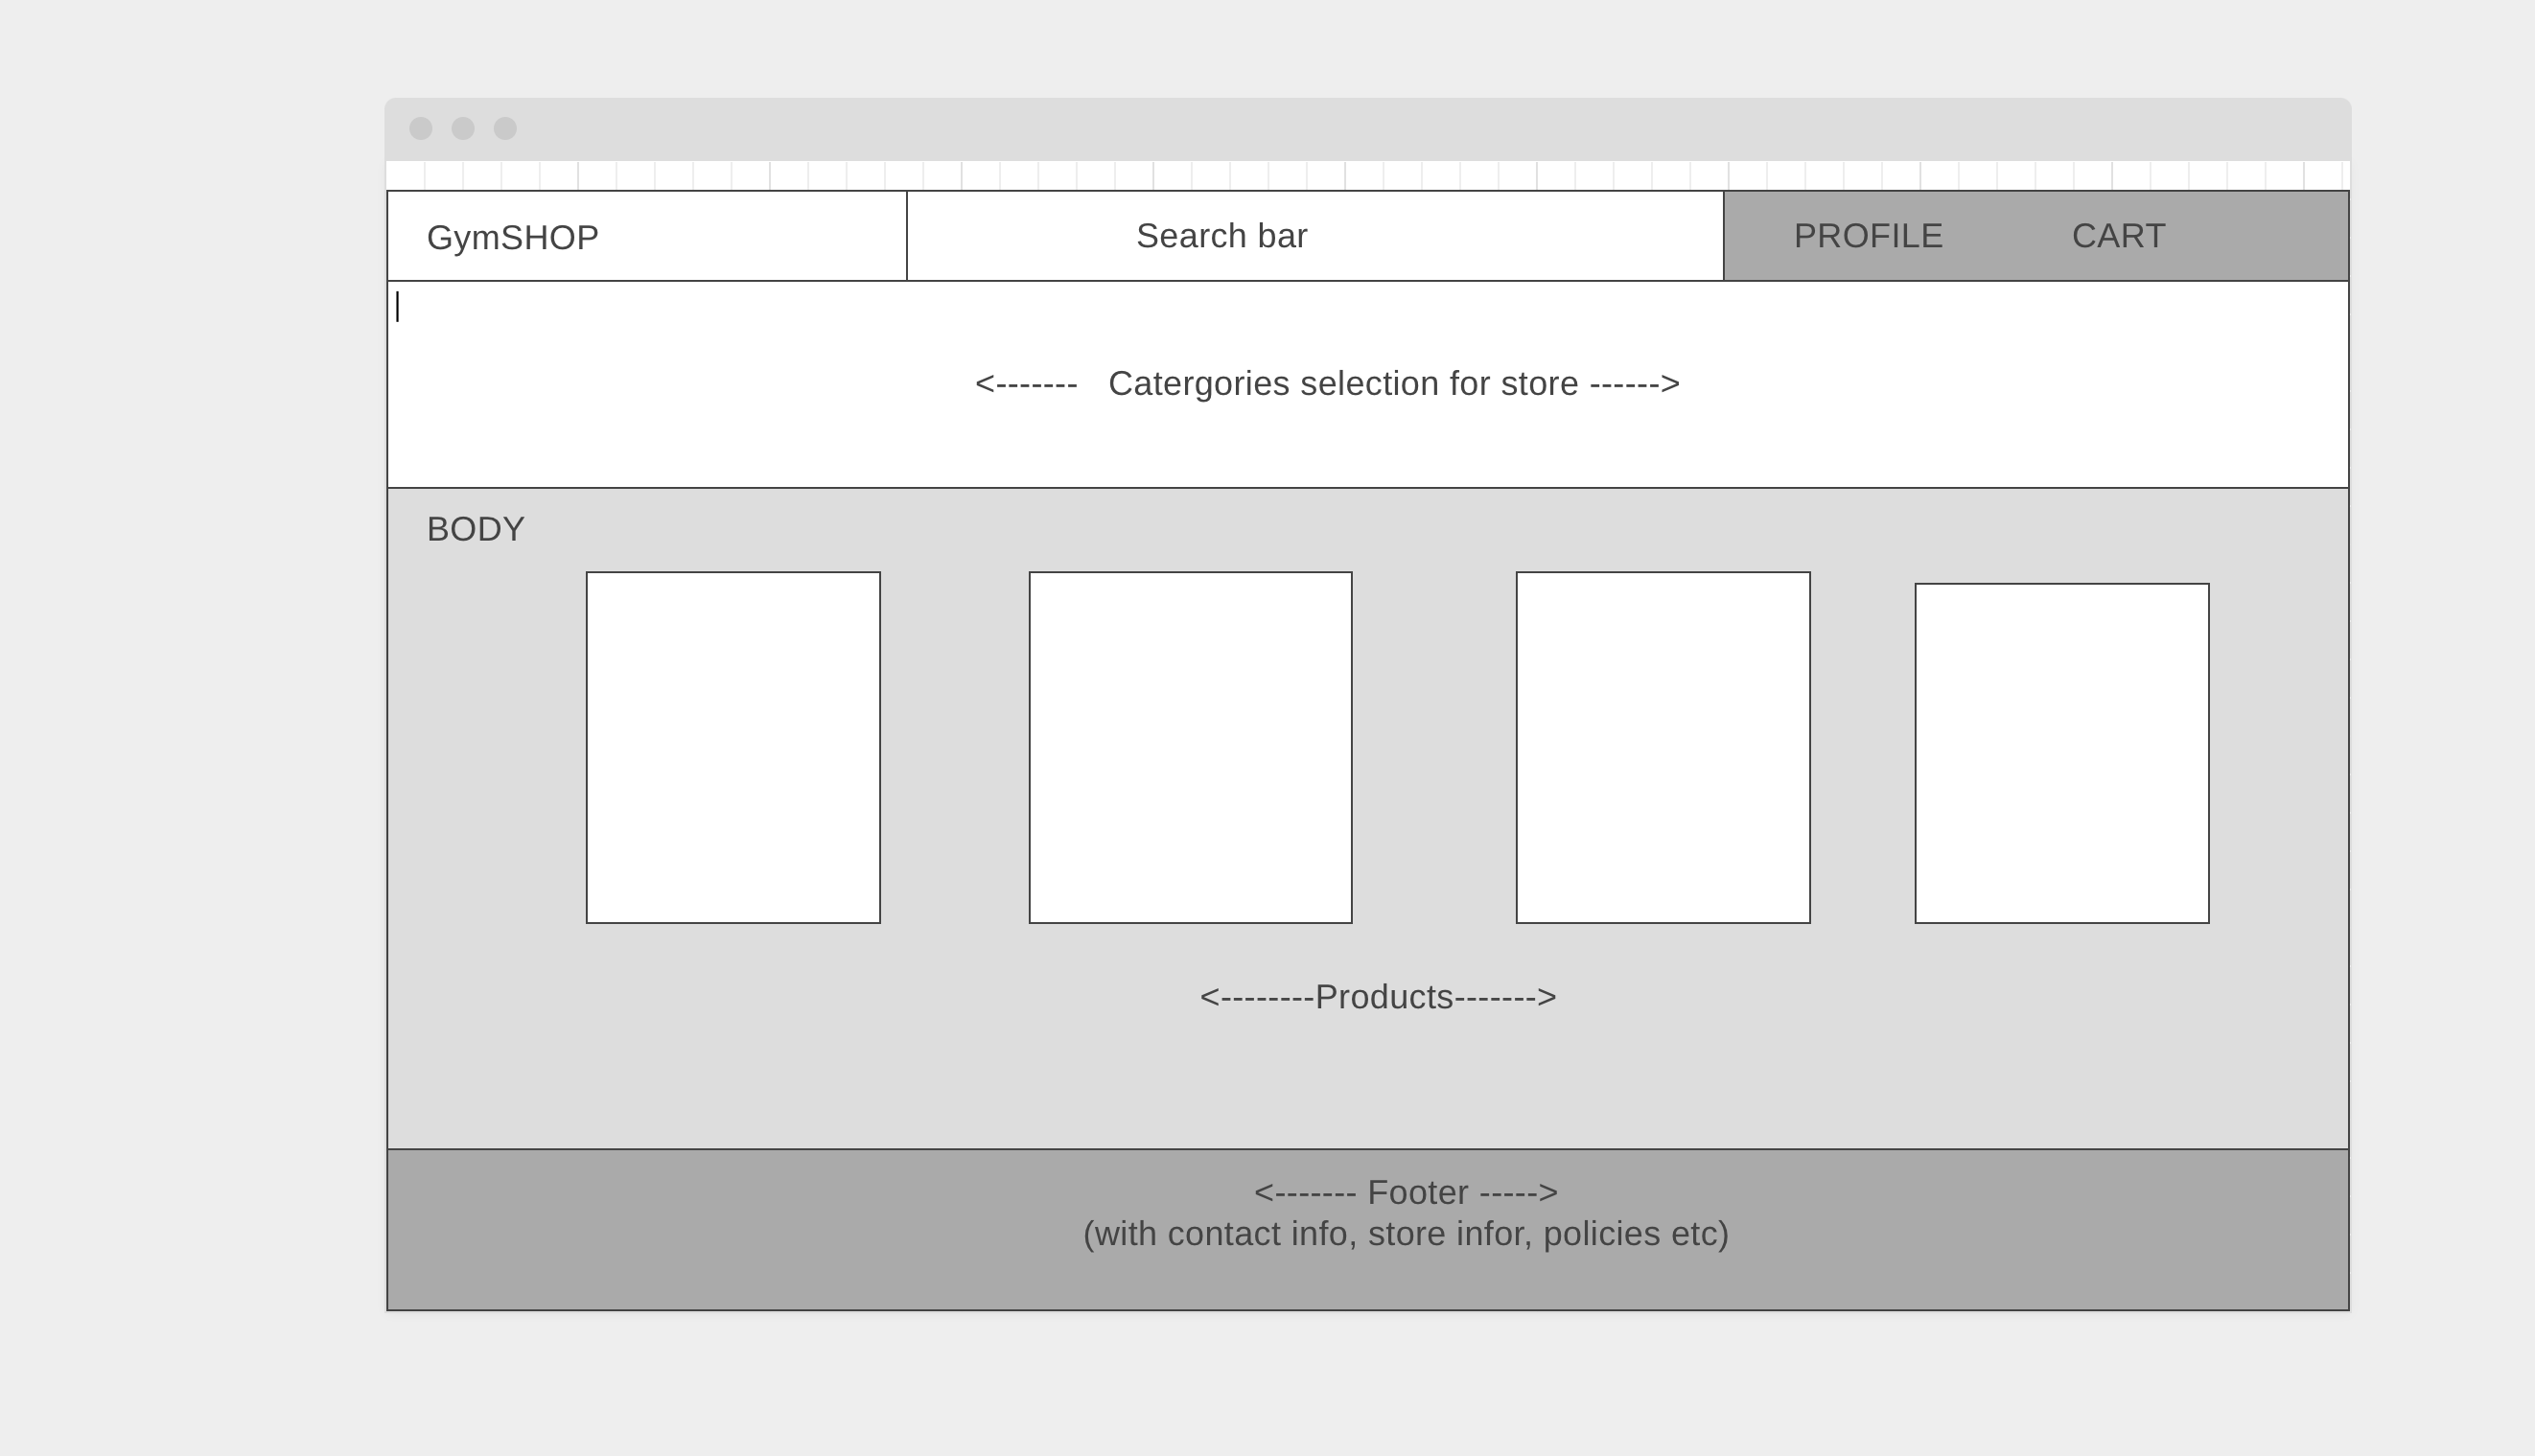 GymSHOP
Search bar
PROFILE
CART
<-------   Catergories selection for store ------>
BODY
<--------Products------->
<------- Footer ----->
(with contact info, store infor, policies etc)